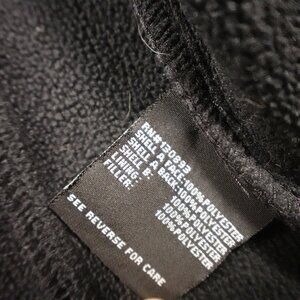 RN#130893
SHELL A FACE: 100% POLYESTER
SHELL A BACK: 100% POLYESTER
SHELL B: 100% POLYESTER
LINING: 100% POLYESTER
FILLER: 100% POLYESTER
SEE REVERSE FOR CARE